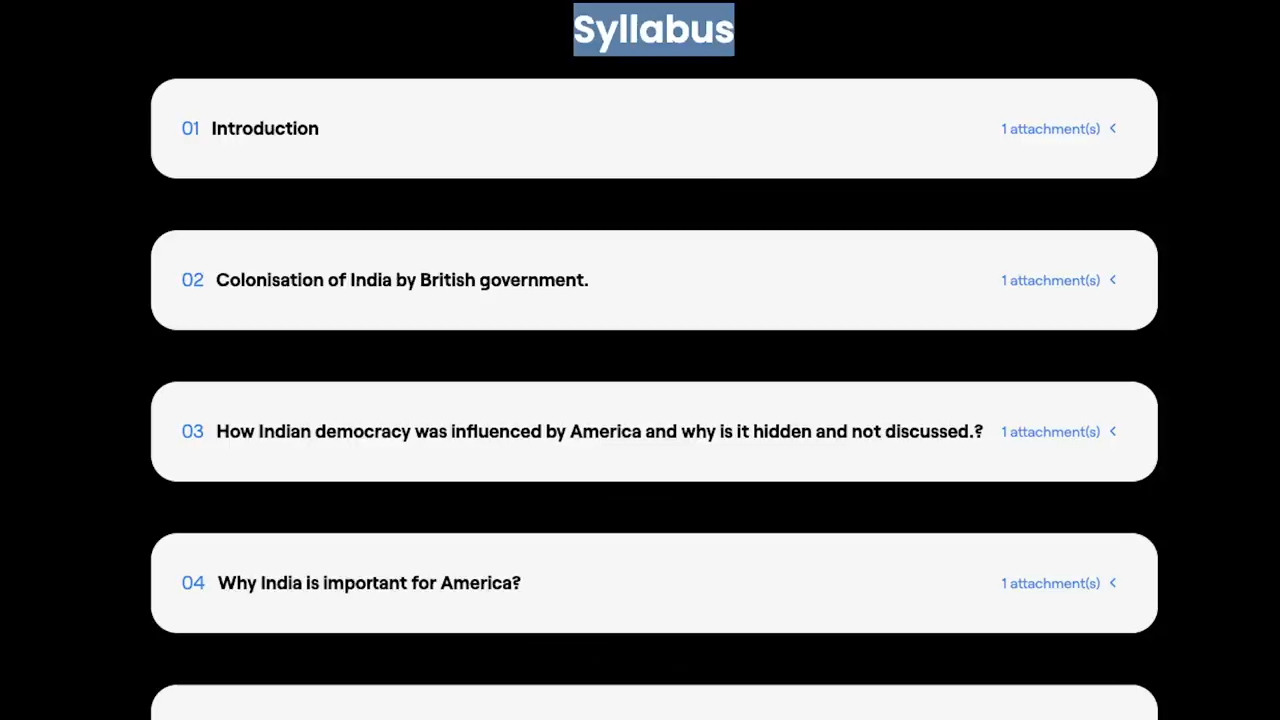 Syllabus
01 Introduction 1 attachment(s)
02 Colonisation of India by British government. 1 attachment(s)
03 How Indian democracy was influenced by America and why is it hidden and not discussed.? 1 attachment(s)
04 Why India is important for America? 1 attachment(s)